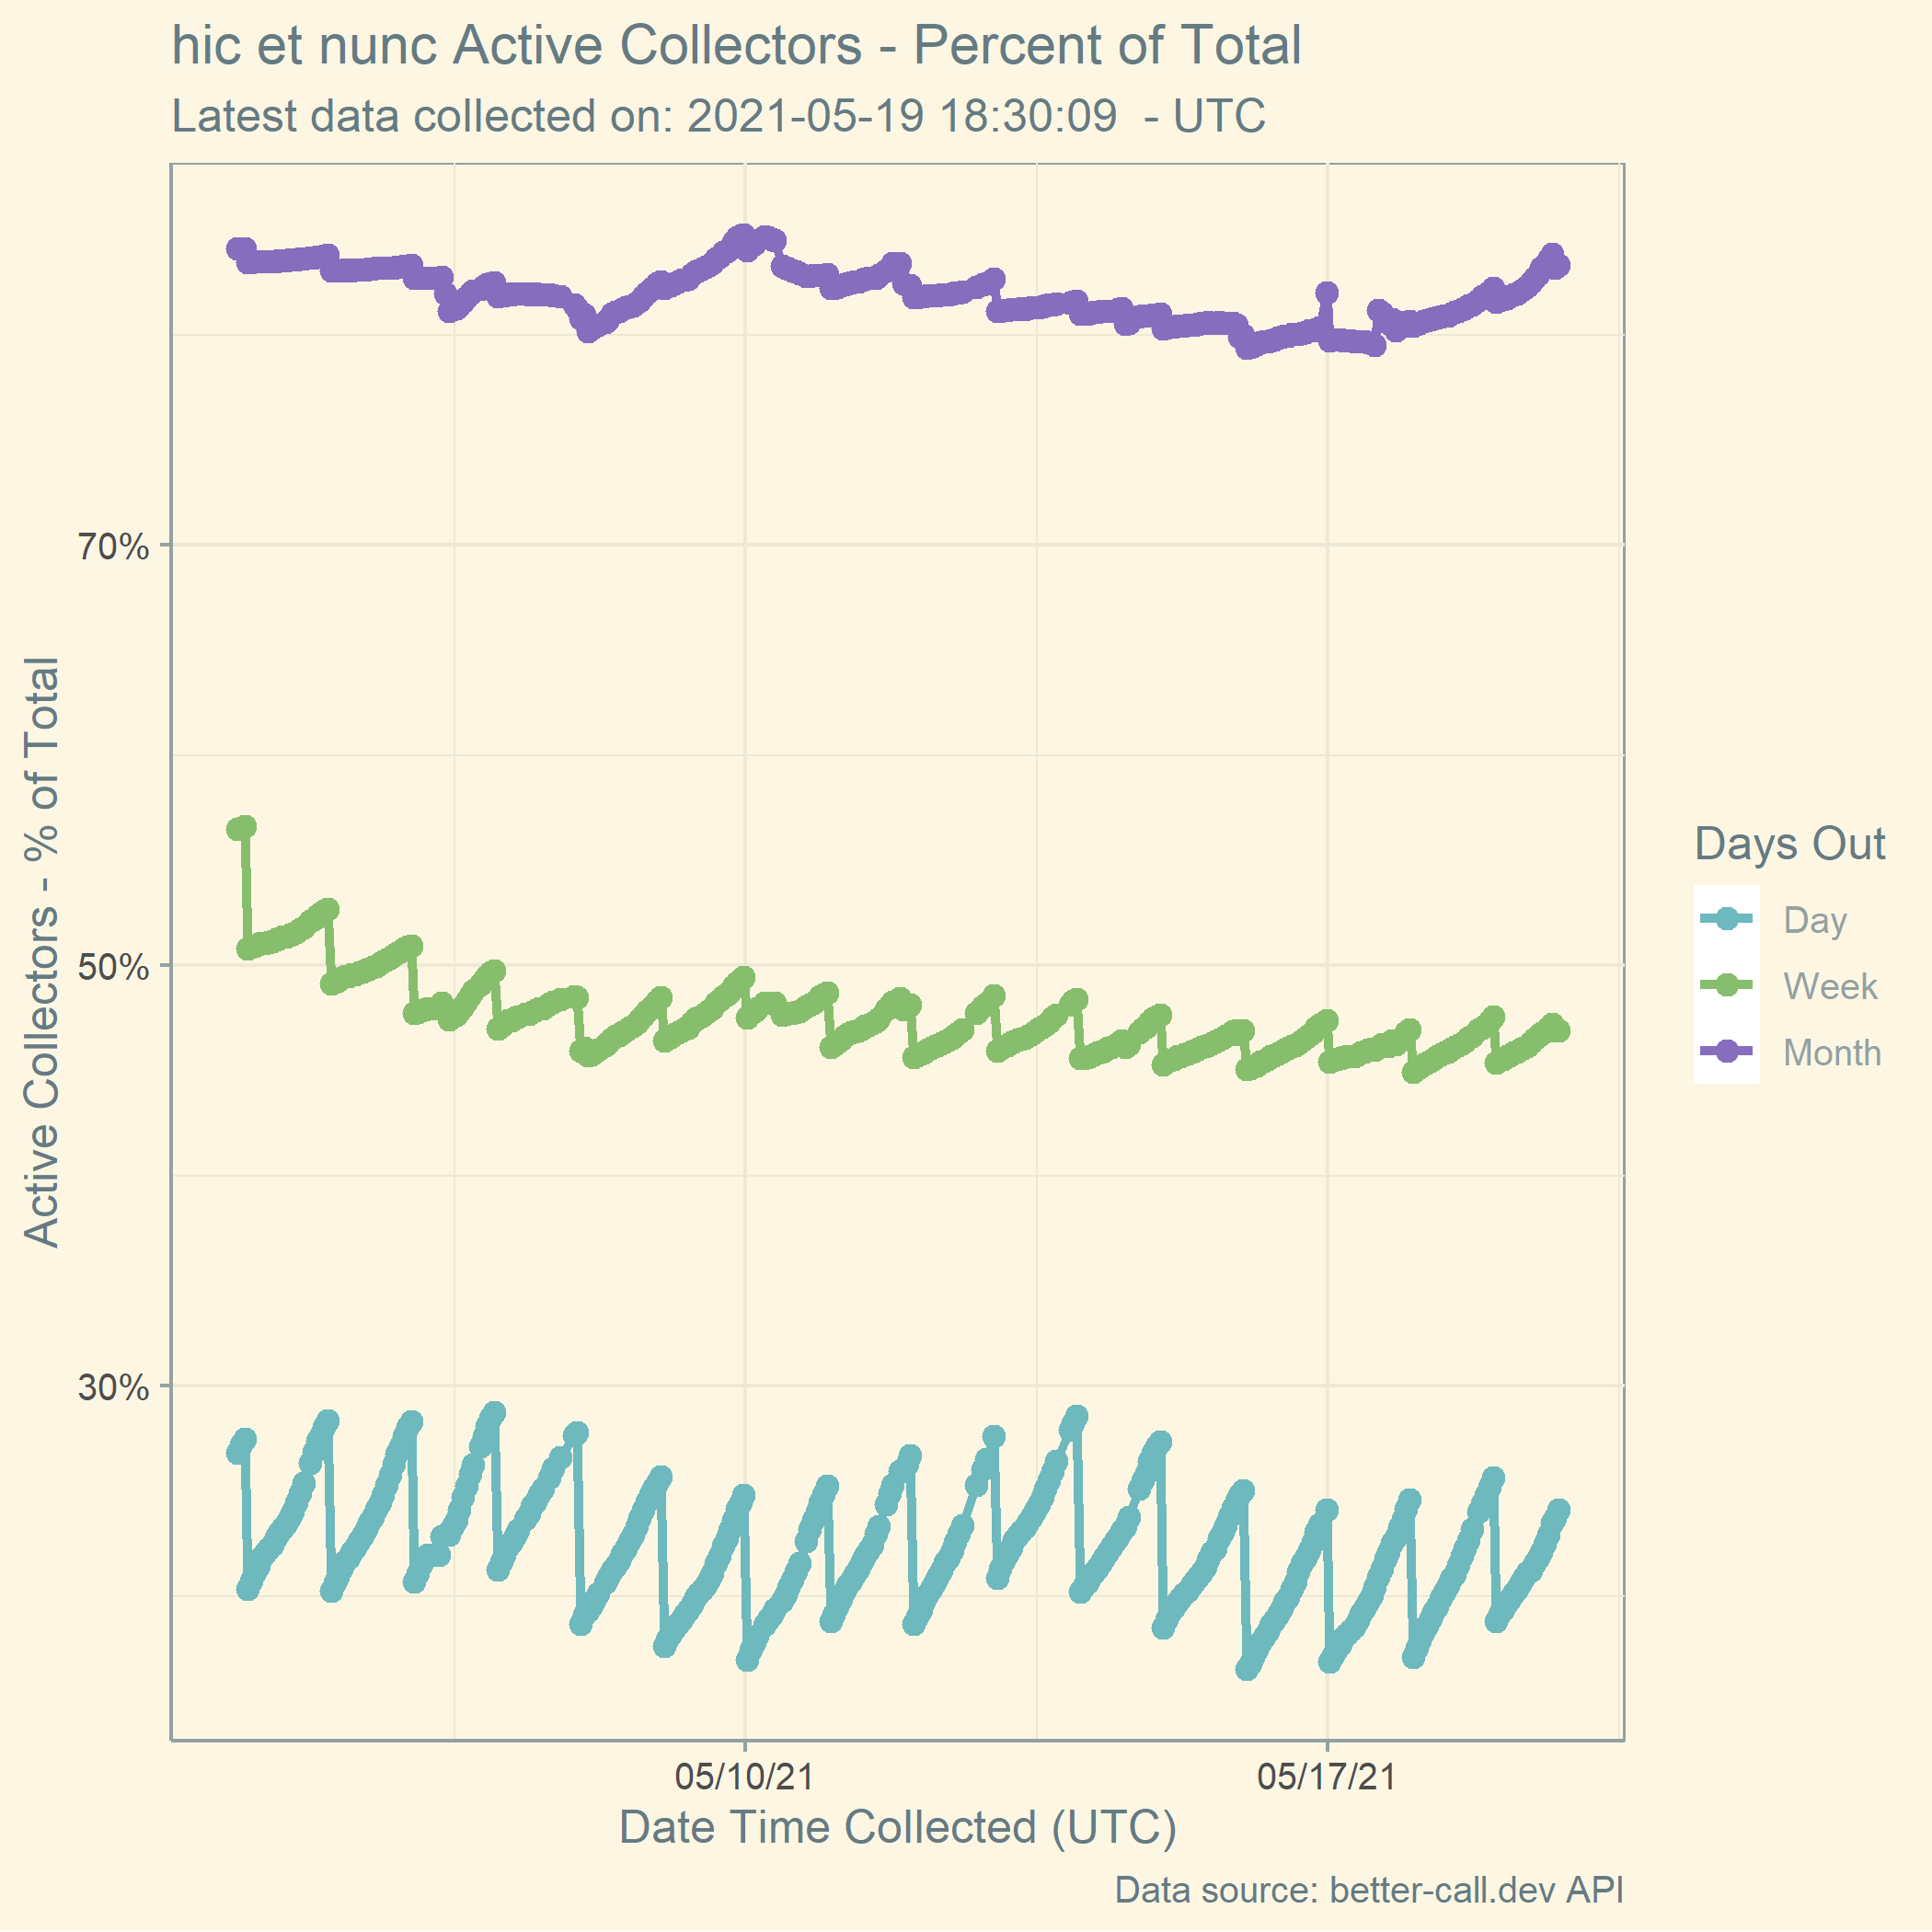 hic et nunc Active Collectors - Percent of Total
Latest data collected on: 2021-05-19 18:30:09  - UTC
Active Collectors - % of Total
70%
50%
30%
05/10/21
05/17/21
Date Time Collected (UTC)
Days Out
Day
Week
Month
Data source: better-call.dev API